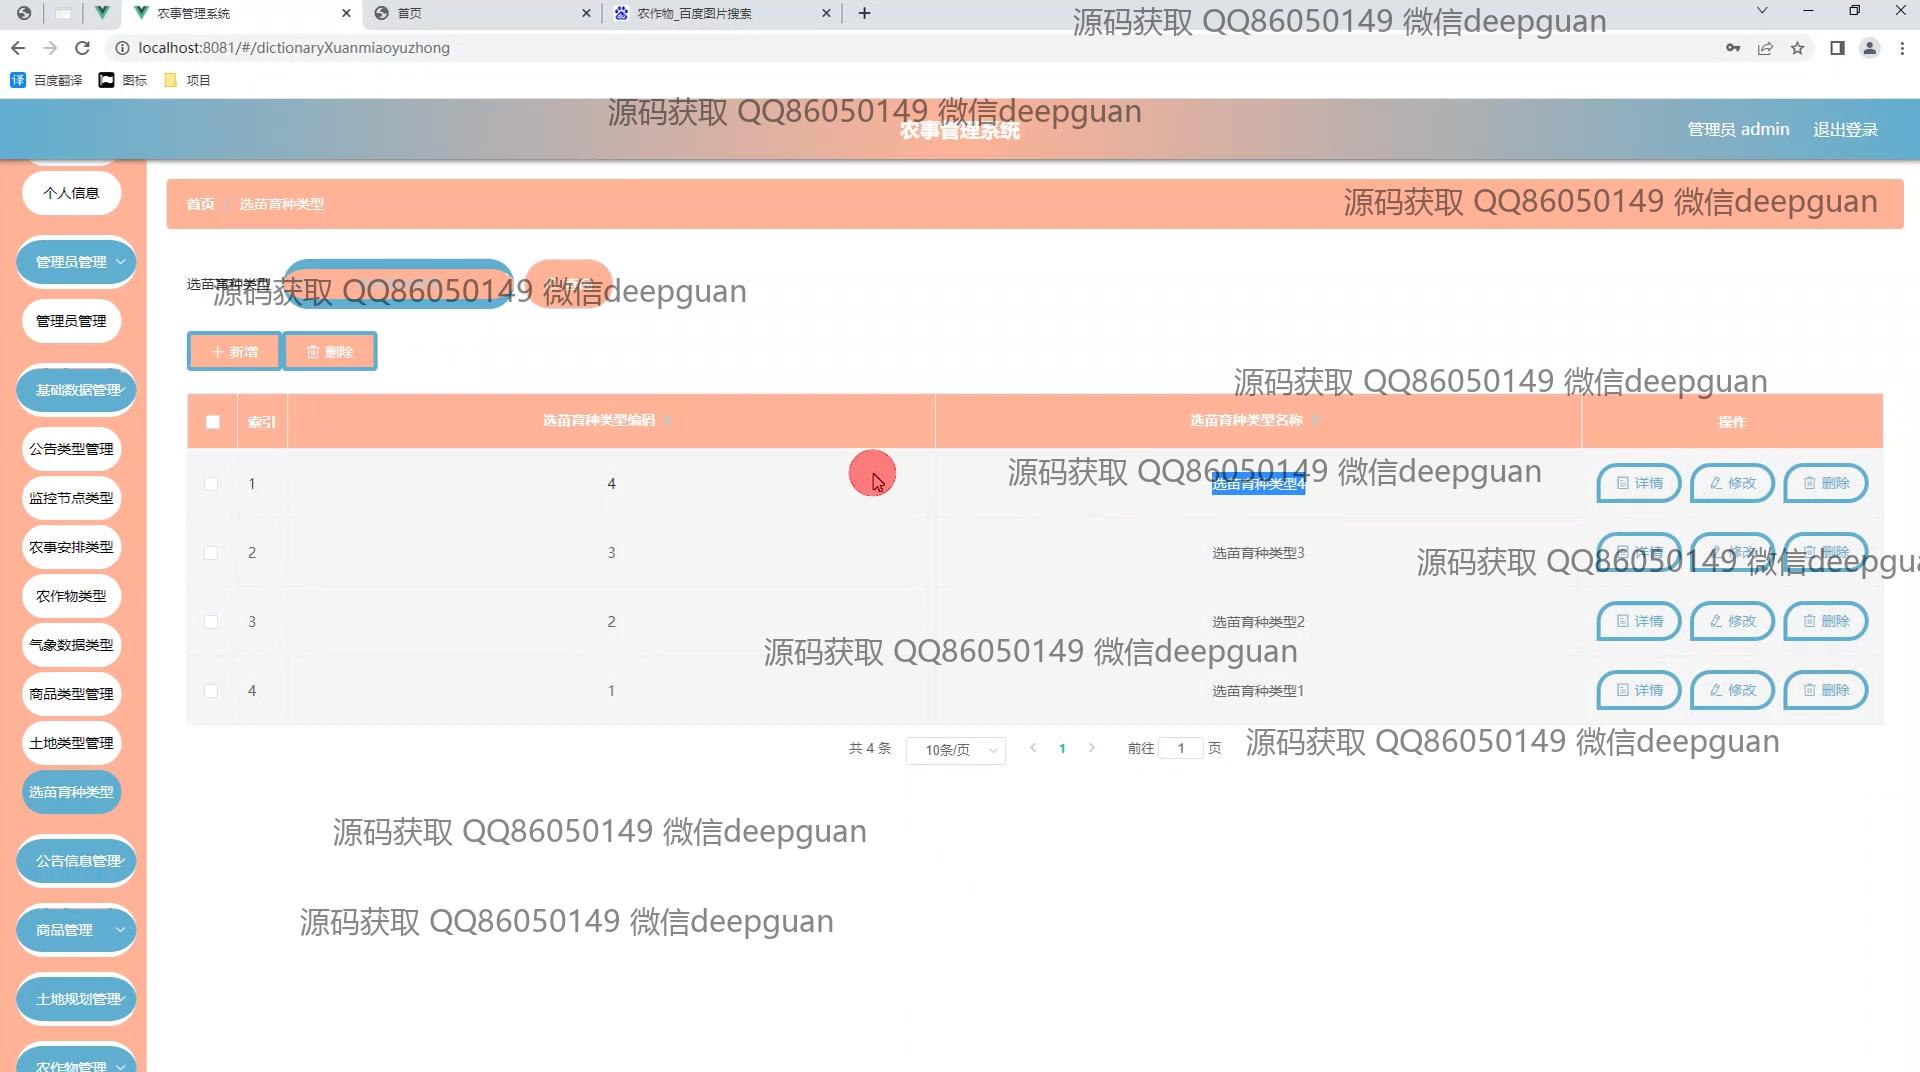 农事管理系统
首页
农作物_百度图片搜索
源码获取 QQ86050149 微信deepguan
localhost:8081/#/dictionaryXuanmiaoyuzhong
百度翻译
图标
项目
源码获取 QQ86050149 微信deepguan
农事管理系统
管理员 admin
退出登录
个人信息
首页
选苗育种类型
源码获取 QQ86050149 微信deepguan
管理员管理
选苗育种类型
源码获取 QQ86050149 微信deepguan
管理员管理
新增
删除
基础数据管理
源码获取 QQ86050149 微信deepguan
索引 选苗育种类型编码 选苗育种类型名称 操作
公告类型管理
源码获取 QQ86050149 微信deepguan
1 4 选苗育种类型4 详情 修改 删除
监控节点类型
农事安排类型
2 3 选苗育种类型3 详情 修改 删除
源码获取 QQ86050149 微信deepgua
农作物类型
3 2 选苗育种类型2 详情 修改 删除
气象数据类型
源码获取 QQ86050149 微信deepguan
4 1 选苗育种类型1 详情 修改 删除
商品类型管理
土地类型管理
共 4 条 10条/页 1 前往 1 页
源码获取 QQ86050149 微信deepguan
选苗育种类型
源码获取 QQ86050149 微信deepguan
公告信息管理
商品管理
源码获取 QQ86050149 微信deepguan
土地规划管理
农作物管理